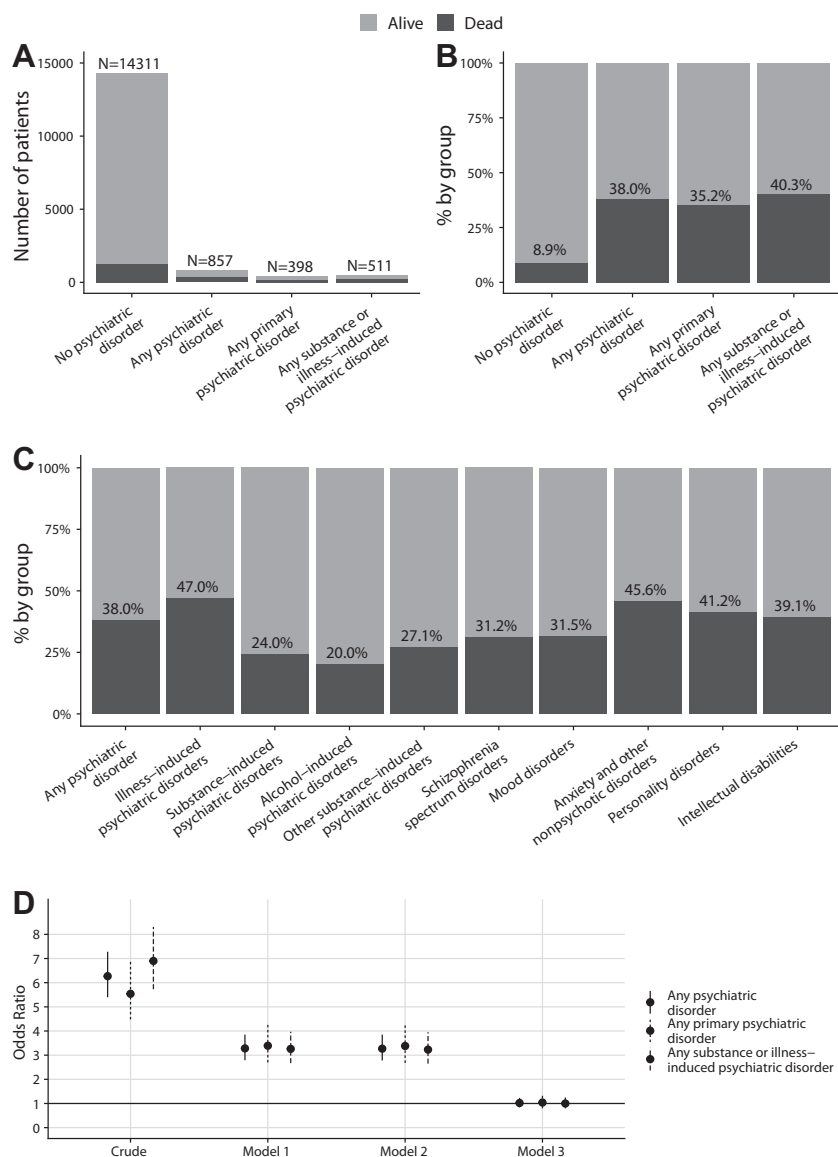 Alive Dead
A
15000
10000
5000
0
Number of patients
N=14311
N=857
N=398
N=511
No psychiatric
disorder
Any psychiatric
disorder
Any primary
psychiatric disorder
Any substance or
illness–induced
psychiatric disorder
B
100%
75%
50%
25%
0%
% by group
8.9%
38.0%
35.2%
40.3%
No psychiatric
disorder
Any psychiatric
disorder
Any primary
psychiatric disorder
Any substance or
illness–induced
psychiatric disorder
C
100%
75%
50%
25%
0%
% by group
38.0%
47.0%
24.0%
20.0%
27.1%
31.2%
31.5%
45.6%
41.2%
39.1%
Any psychiatric
disorder
Illness–induced
psychiatric disorders
Substance–induced
psychiatric disorders
Alcohol–induced
psychiatric disorders
Other substance–induced
psychiatric disorders
Schizophrenia
spectrum disorders
Mood disorders
Anxiety and other
nonpsychotic disorders
Personality disorders
Intellectual disabilities
D
8
7
6
5
4
3
2
1
0
Odds Ratio
Crude
Model 1
Model 2
Model 3
Any psychiatric
disorder
Any primary psychiatric
disorder
Any substance or illness–
induced psychiatric disorder